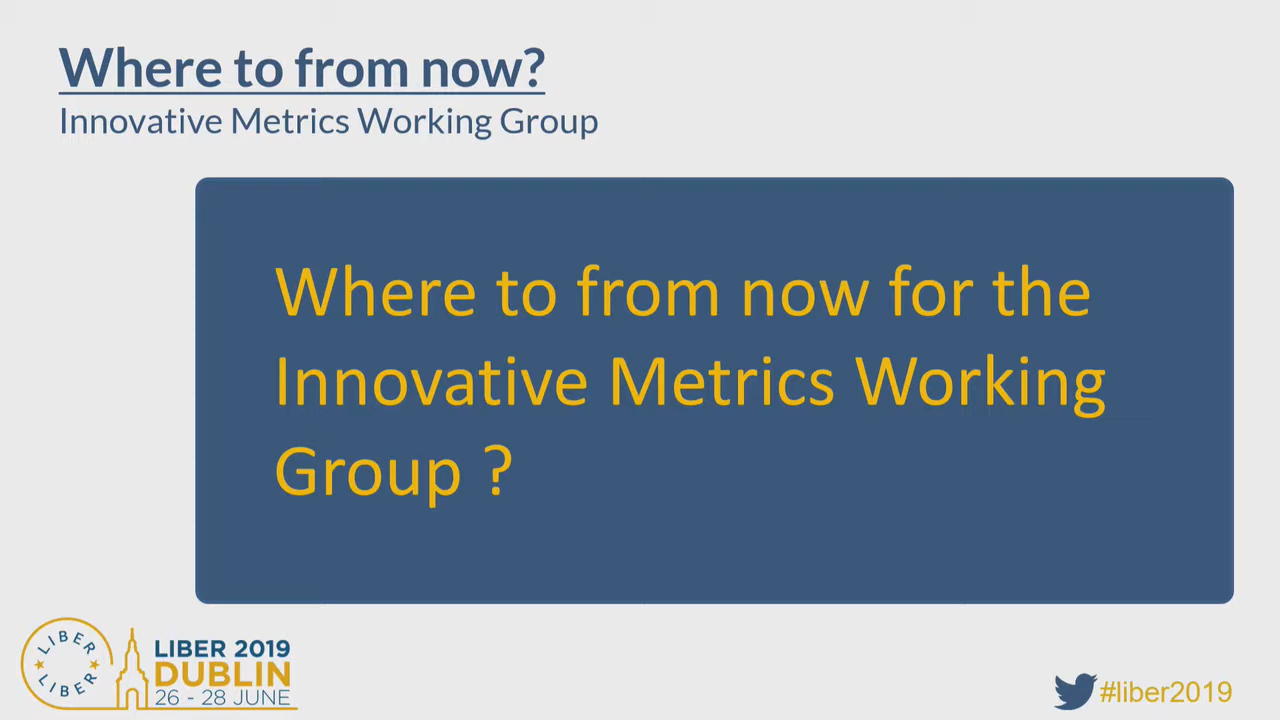 Where to from now?
Innovative Metrics Working Group
Where to from now for the
Innovative Metrics Working
Group ?
LIBER
LIBER
LIBER 2019
DUBLIN
26 - 28 JUNE
#liber2019